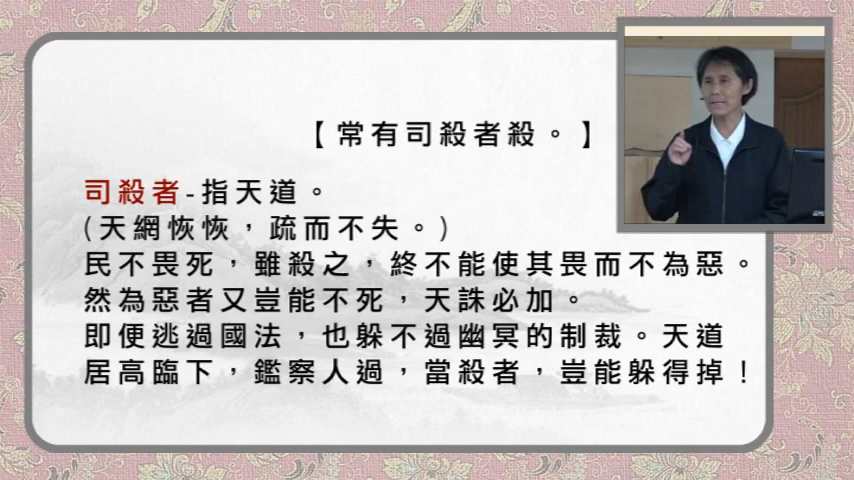 【常有司殺者殺。】
司殺者-指天道。
(天網恢恢，疏而不失。)
民不畏死，雖殺之，終不能使其畏而不為惡。
然為惡者又豈能不死，天誅必加。
即便逃過國法，也躲不過幽冥的制裁。天道
居高臨下，鑑察人過，當殺者，豈能躲得掉！